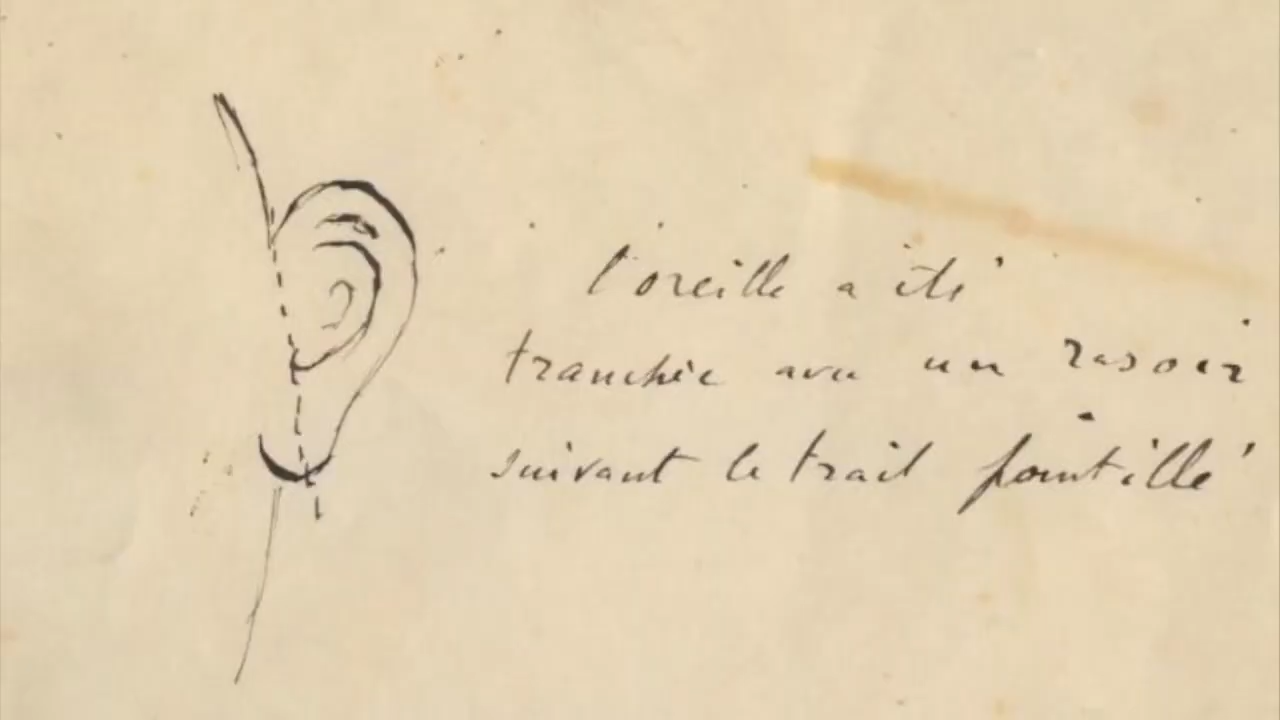 l'oreille a été
tranchée avec un rasoir
suivant le trait pointillé